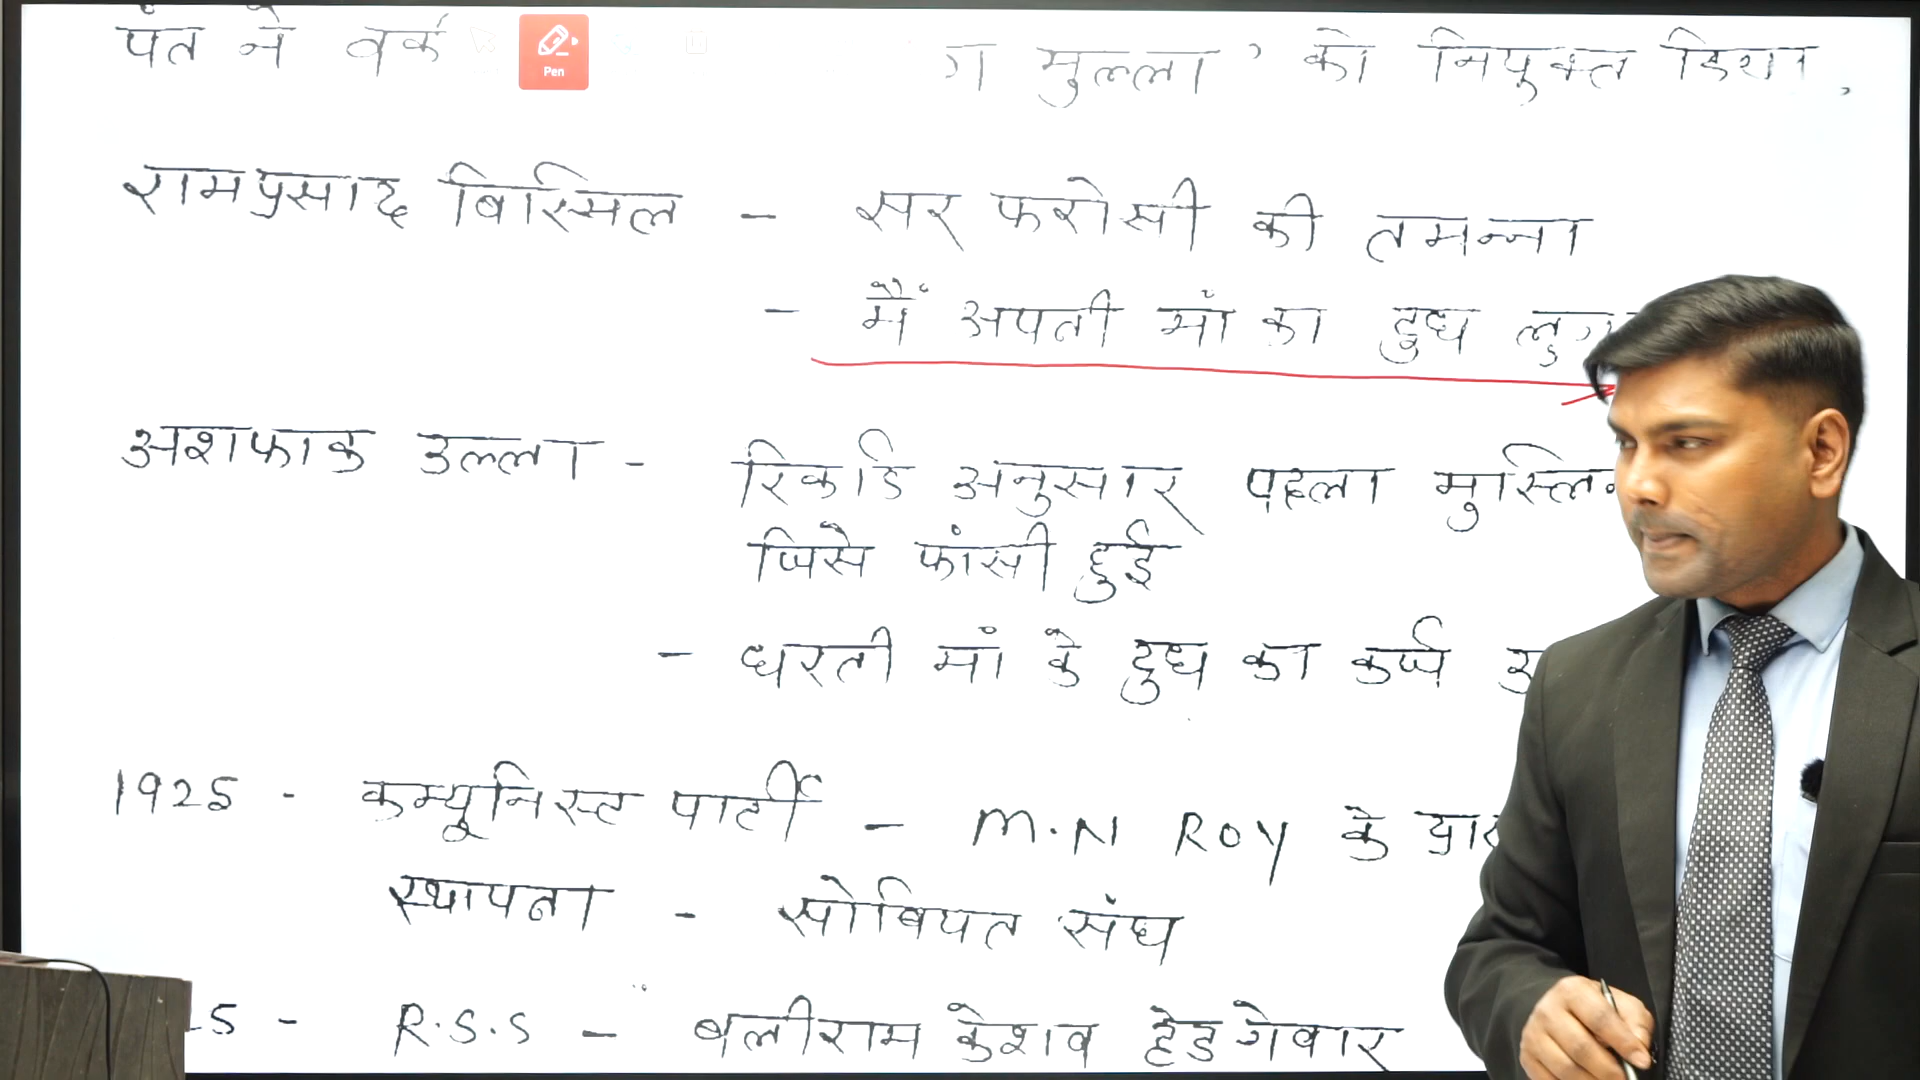 पंत ने वर्क
Pen
मुल्ला' को नियुक्त किया,
रामप्रसाद बिस्मिल - सर फरोसी की तमन्ना
- मैं अपनी माँ का दुध
अशफाक उल्ला - रिकार्ड अनुसार पहला मुस्लिम
जिसे फांसी हुई
- धरती मां के दुध का कर्ज
1925 - कम्यूनिस्ट पार्टी - M.N ROY के द्वारा
स्थापना - सोवियत संघ
25 - R.S.S - बलीराम केशव हेडगेवार